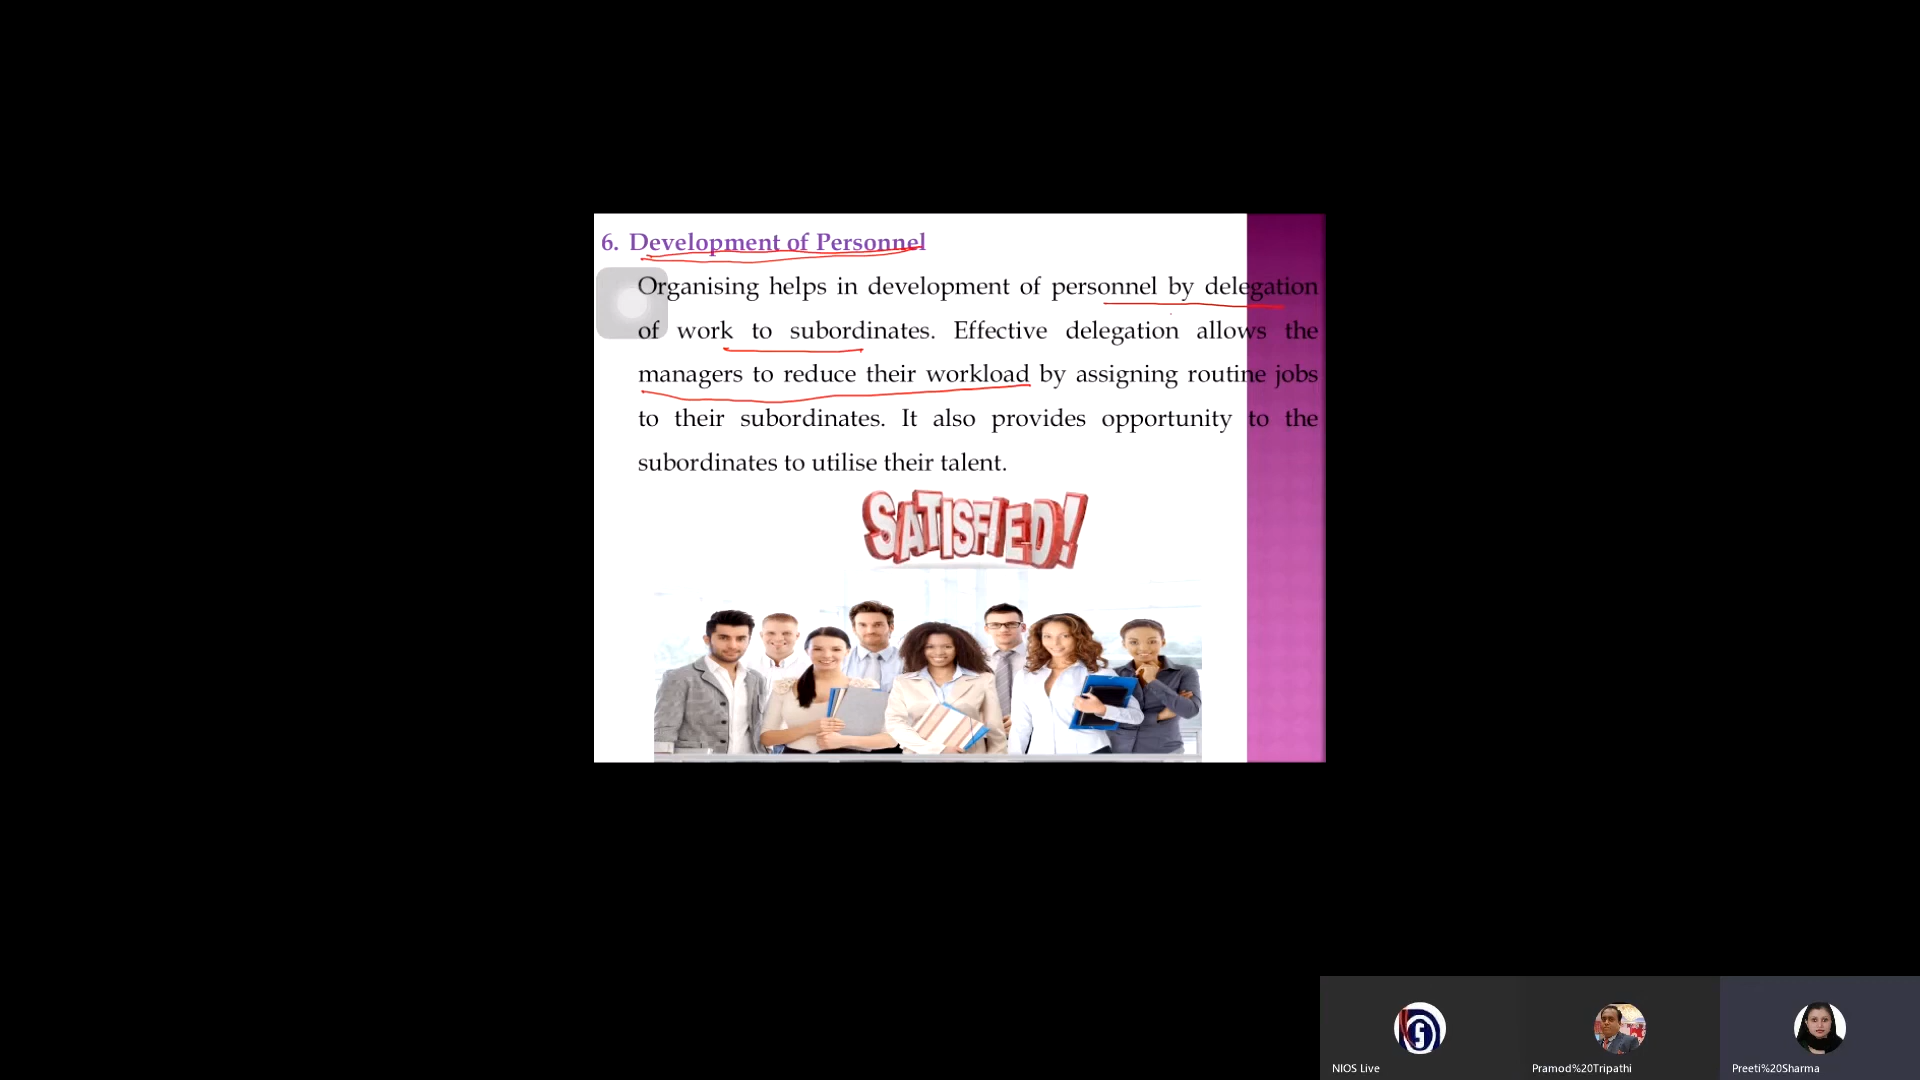 6. Development of Personnel
Organising helps in development of personnel by delegation
of work to subordinates. Effective delegation allows the
managers to reduce their workload by assigning routine jobs
to their subordinates. It also provides opportunity to the
subordinates to utilise their talent.
SATISFIED!
NIOS Live
Pramod%20Tripathi
Preeti%20Sharma